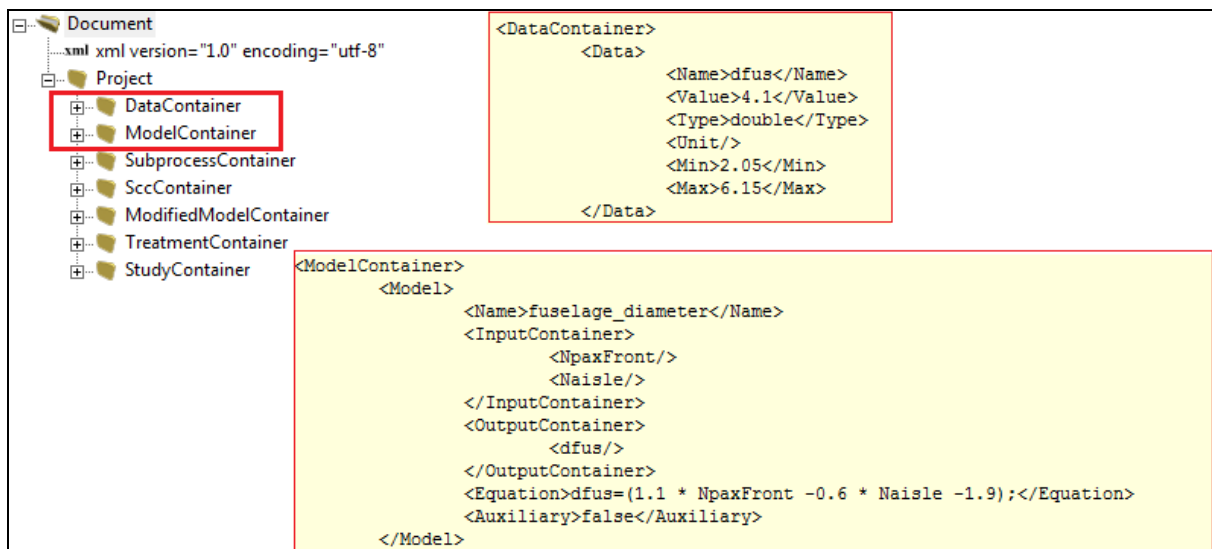 Document
xml xml version="1.0" encoding="utf-8"
Project
DataContainer
ModelContainer
SubprocessContainer
SccContainer
ModifiedModelContainer
TreatmentContainer
StudyContainer
<DataContainer>
<Data>
<Name>dfus</Name>
<Value>4.1</Value>
<Type>double</Type>
<Unit/>
<Min>2.05</Min>
<Max>6.15</Max>
</Data>
<ModelContainer>
<Model>
<Name>fuselage_diameter</Name>
<InputContainer>
<NpaxFront/>
<Naisle/>
</InputContainer>
<OutputContainer>
<dfus/>
</OutputContainer>
<Equation>dfus=(1.1 * NpaxFront -0.6 * Naisle -1.9);</Equation>
<Auxiliary>false</Auxiliary>
</Model>